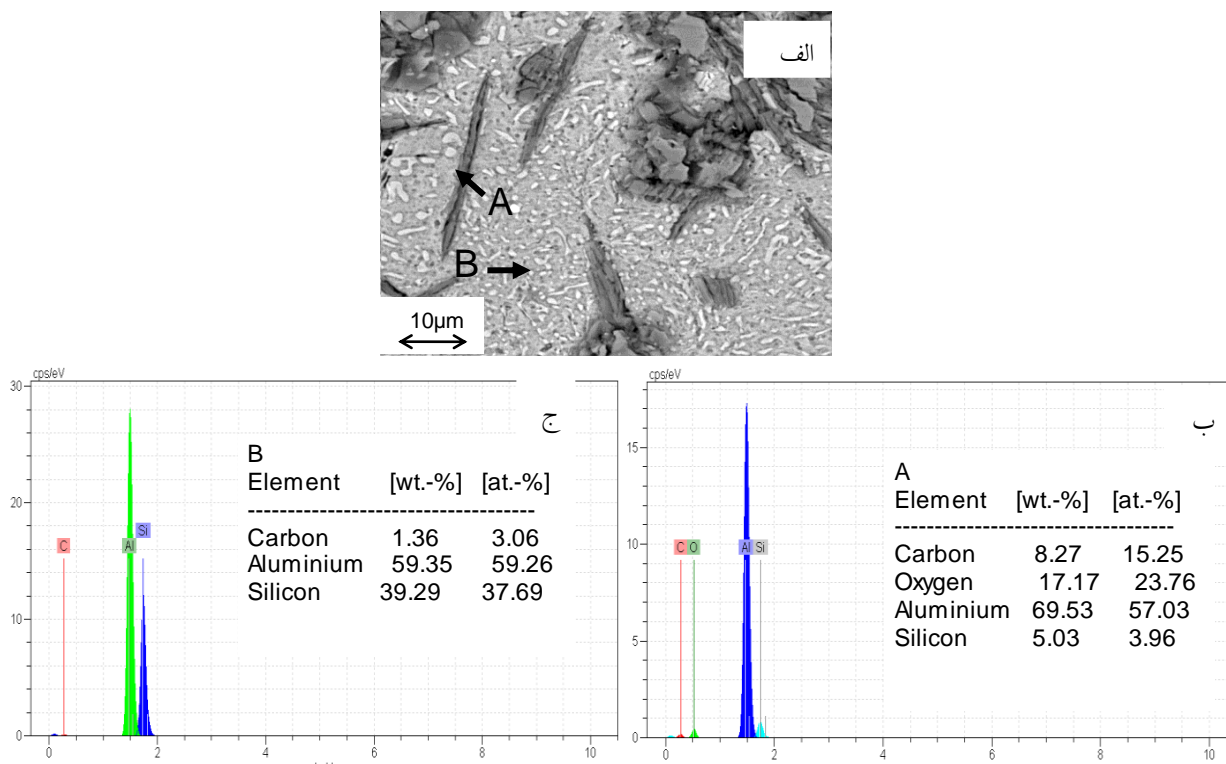 الف
A
B
10µm
cps/eV
30
20
10
0
0 2 4 6 8 10
C Al Si
ج
B
Element [wt.-%] [at.-%]
-----------------------------------
Carbon 1.36 3.06
Aluminium 59.35 59.26
Silicon 39.29 37.69
cps/eV
15
10
5
0
0 2 4 6 8 10
C O Al Si
ب
A
Element [wt.-%] [at.-%]
----------------------------------
Carbon 8.27 15.25
Oxygen 17.17 23.76
Aluminium 69.53 57.03
Silicon 5.03 3.96